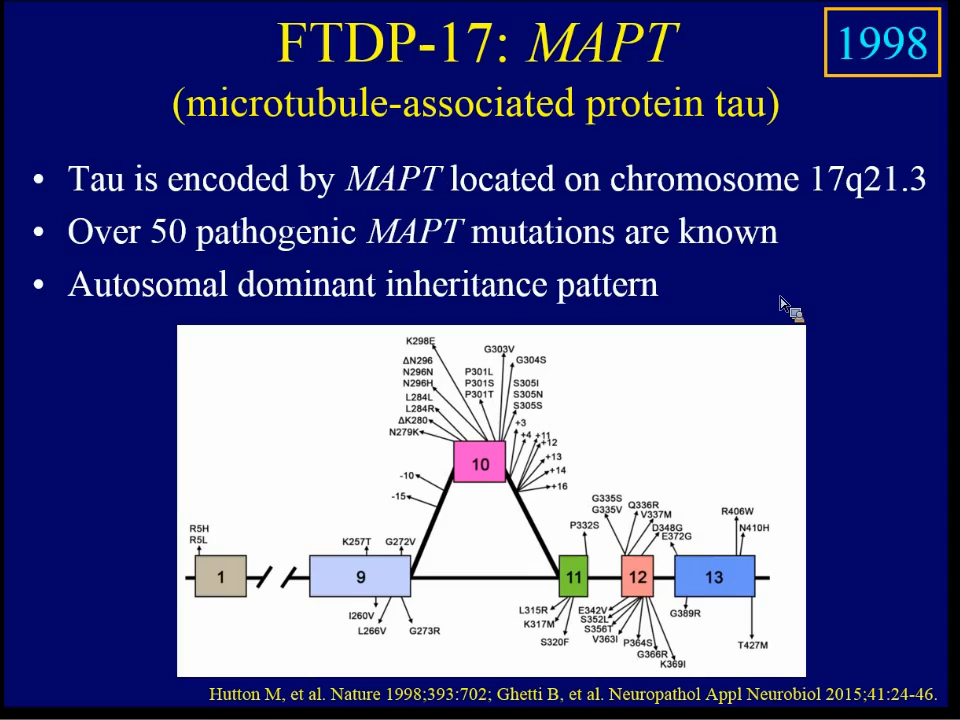 FTDP-17: MAPT
1998
(microtubule-associated protein tau)
• Tau is encoded by MAPT located on chromosome 17q21.3
• Over 50 pathogenic MAPT mutations are known
• Autosomal dominant inheritance pattern
K298E
G303V
ΔN296
G304S
N296N
P301L
N296H
P301S
S305I
L284L
P301T
S305N
L284R
S305S
ΔK280
+3
N279K
+4
+11
+12
10
+13
-10
+14
-15
+16
G335S
Q336R
G335V
V337M
R406W
P332S
D348G
N410H
R5H
E372G
R5L
K257T
G272V
1
9
11
12
13
I260V
L315R
E342V
G389R
L266V
G273R
K317M
S352L
S356T
S320F
V363I
P364S
T427M
G366R
K369I
Hutton M, et al. Nature 1998;393:702; Ghetti B, et al. Neuropathol Appl Neurobiol 2015;41:24-46.